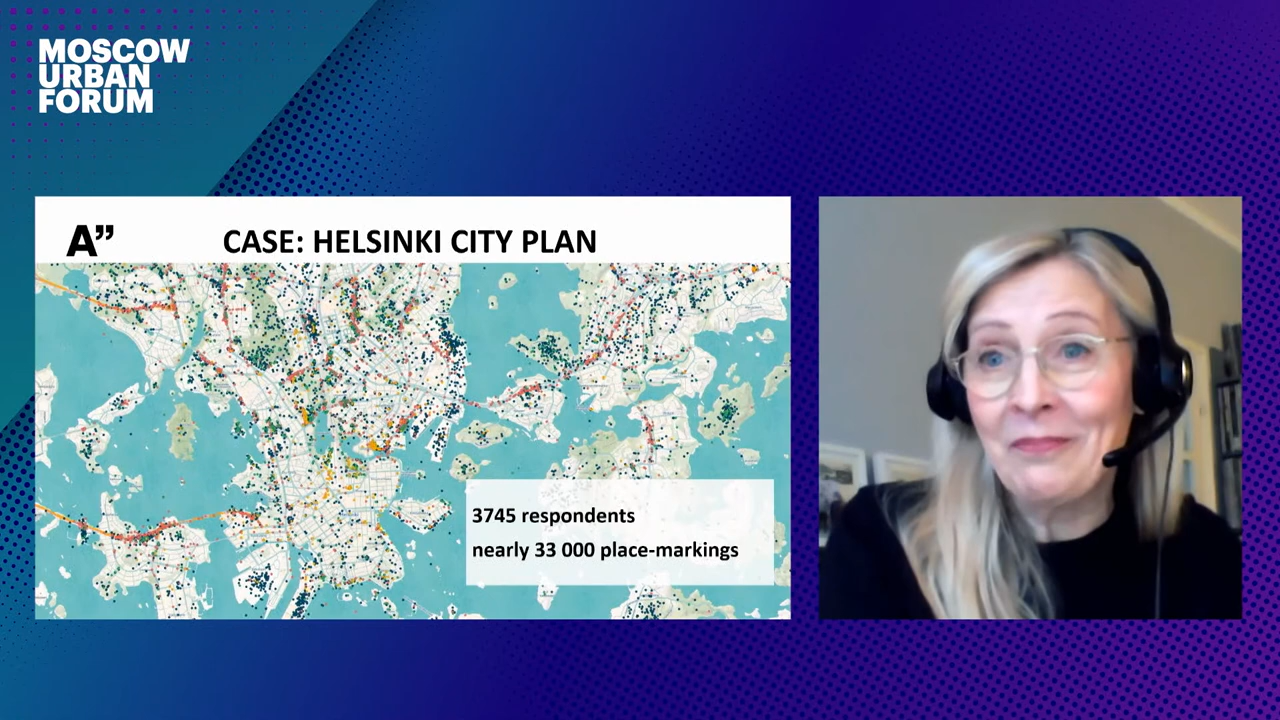 MOSCOW
URBAN
FORUM
A”
CASE: HELSINKI CITY PLAN
3745 respondents
nearly 33 000 place-markings